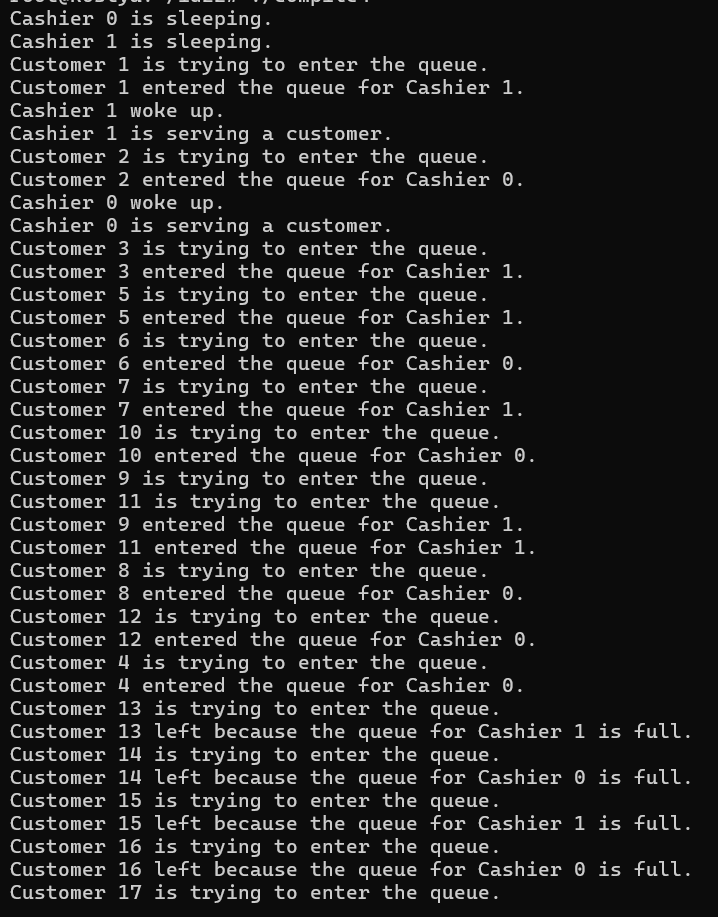 Cashier 0 is sleeping.
Cashier 1 is sleeping.
Customer 1 is trying to enter the queue.
Customer 1 entered the queue for Cashier 1.
Cashier 1 woke up.
Cashier 1 is serving a customer.
Customer 2 is trying to enter the queue.
Customer 2 entered the queue for Cashier 0.
Cashier 0 woke up.
Cashier 0 is serving a customer.
Customer 3 is trying to enter the queue.
Customer 3 entered the queue for Cashier 1.
Customer 5 is trying to enter the queue.
Customer 5 entered the queue for Cashier 1.
Customer 6 is trying to enter the queue.
Customer 6 entered the queue for Cashier 0.
Customer 7 is trying to enter the queue.
Customer 7 entered the queue for Cashier 1.
Customer 10 is trying to enter the queue.
Customer 10 entered the queue for Cashier 0.
Customer 9 is trying to enter the queue.
Customer 11 is trying to enter the queue.
Customer 9 entered the queue for Cashier 1.
Customer 11 entered the queue for Cashier 1.
Customer 8 is trying to enter the queue.
Customer 8 entered the queue for Cashier 0.
Customer 12 is trying to enter the queue.
Customer 12 entered the queue for Cashier 0.
Customer 4 is trying to enter the queue.
Customer 4 entered the queue for Cashier 0.
Customer 13 is trying to enter the queue.
Customer 13 left because the queue for Cashier 1 is full.
Customer 14 is trying to enter the queue.
Customer 14 left because the queue for Cashier 0 is full.
Customer 15 is trying to enter the queue.
Customer 15 left because the queue for Cashier 1 is full.
Customer 16 is trying to enter the queue.
Customer 16 left because the queue for Cashier 0 is full.
Customer 17 is trying to enter the queue.